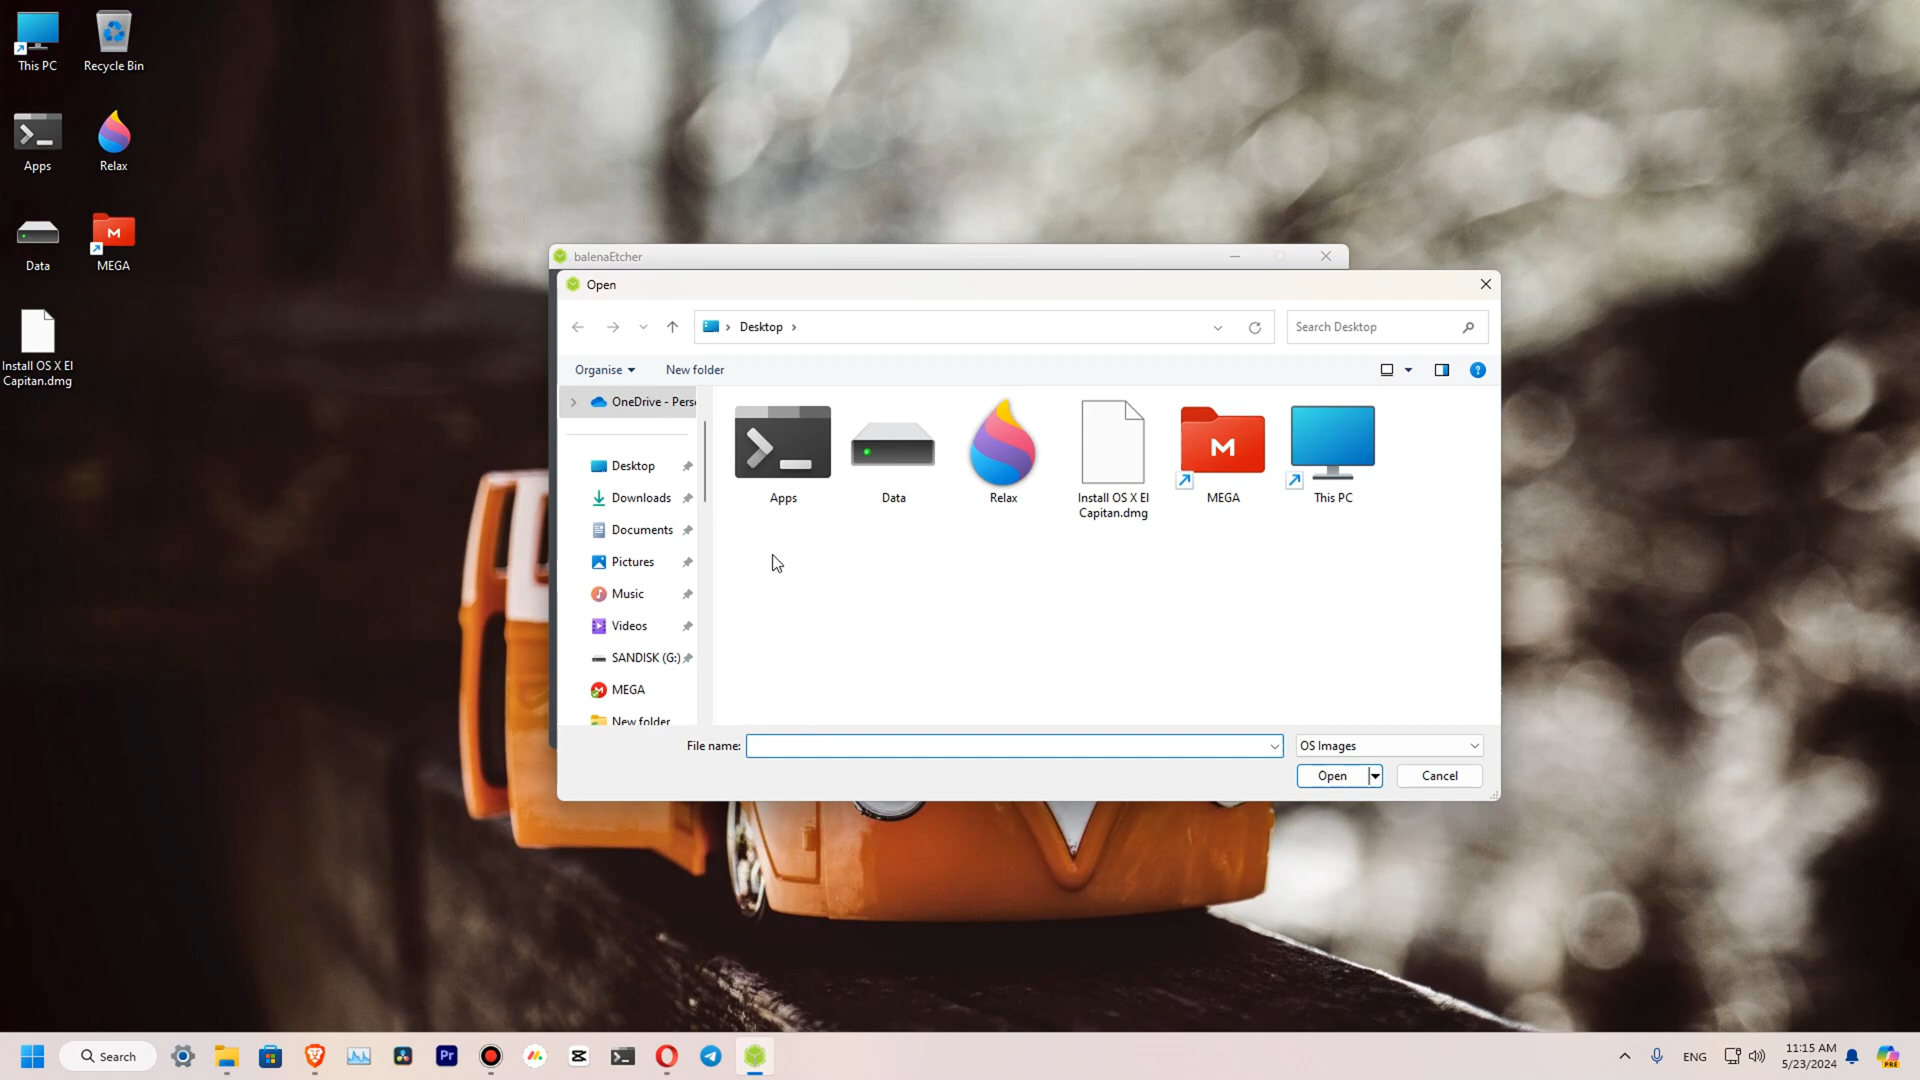 This PC
Recycle Bin
Apps
Relax
Data
MEGA
Install OS X El
Capitan.dmg
balenaEtcher
Open
Desktop
Search Desktop
Organise
New folder
OneDrive - Pers
Desktop
Downloads
Documents
Pictures
Music
Videos
SANDISK (G:)
MEGA
New folder
Apps
Data
Relax
Install OS X El
Capitan.dmg
M
MEGA
This PC
File name:
OS Images
Open
Cancel
Search
Pr
ENG
11:15 AM
5/23/2024
PRE